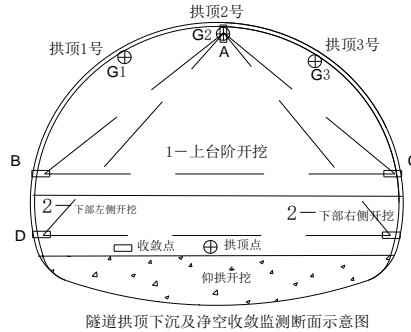 拱顶2号
拱顶1号
拱顶3号
G1
G2
G3
A
B
C
1－上台阶开挖
2－下部左侧开挖
2－下部右侧开挖
D
收敛点
拱顶点
仰拱开挖
隧道拱顶下沉及净空收敛监测断面示意图